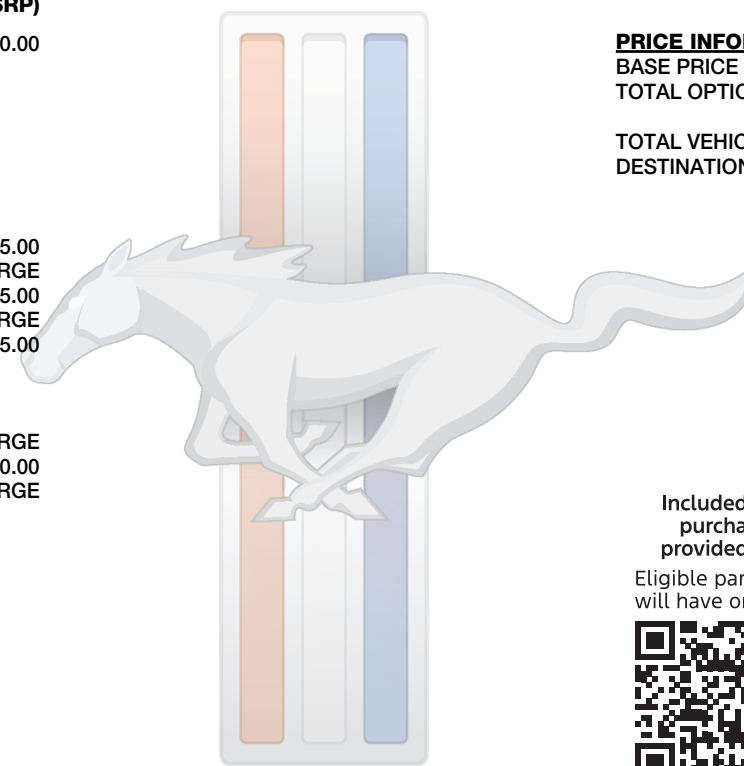 SRP)
0.00
5.00
RGE
5.00
RGE
5.00
RGE
0.00
RGE
PRICE INFO
BASE PRICE
TOTAL OPTIO
TOTAL VEHIC
DESTINATION
Included
purcha
provided
Eligible par
will have o